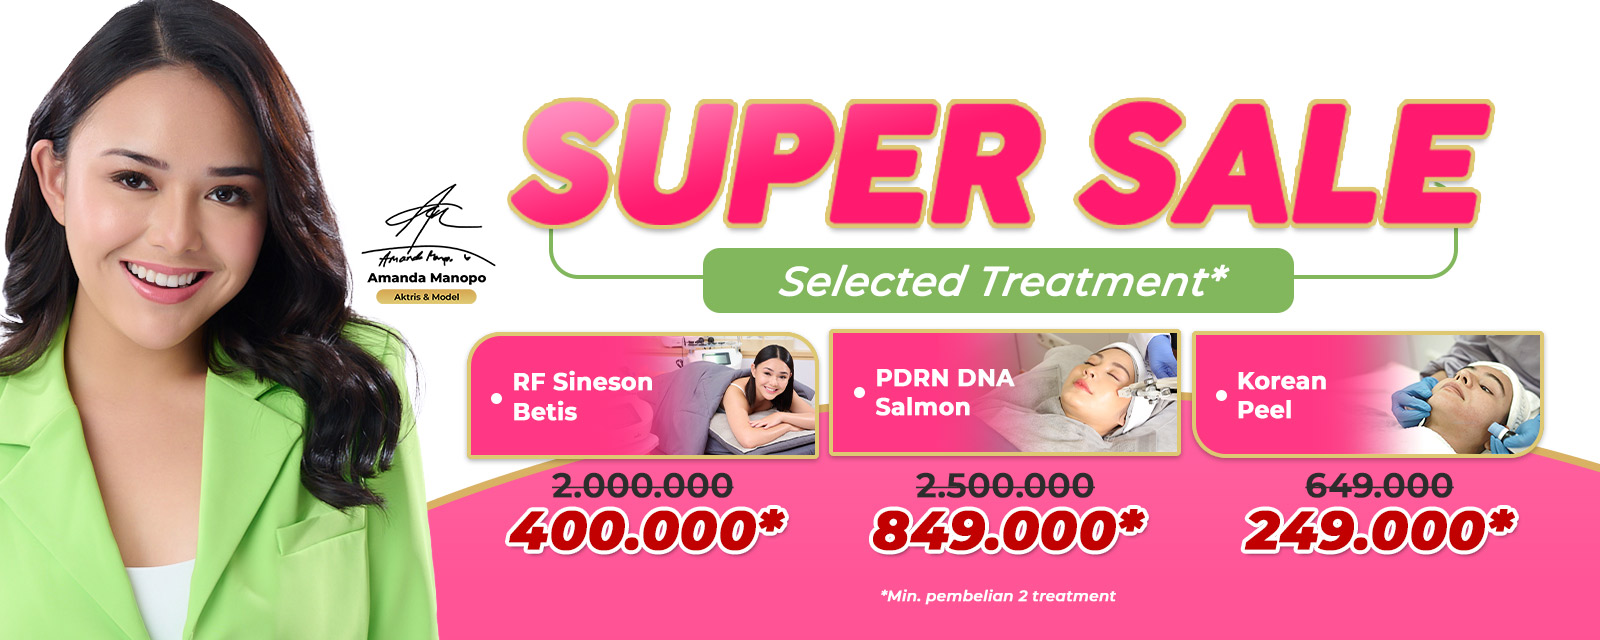 SUPER SALE
Selected Treatment*
Amanda Manopo
Amanda Manopo
Aktris & Model
RF Sineson
Betis
2.000.000
400.000*
PDRN DNA
Salmon
2.500.000
849.000*
Korean
Peel
649.000
249.000*
*Min. pembelian 2 treatment